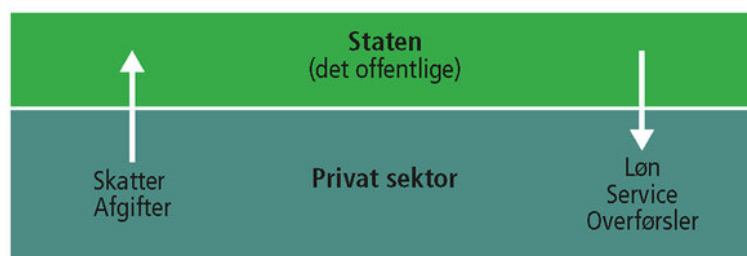 Staten
(det offentlige)
Skatter
Afgifter
Privat sektor
Løn
Service
Overførsler